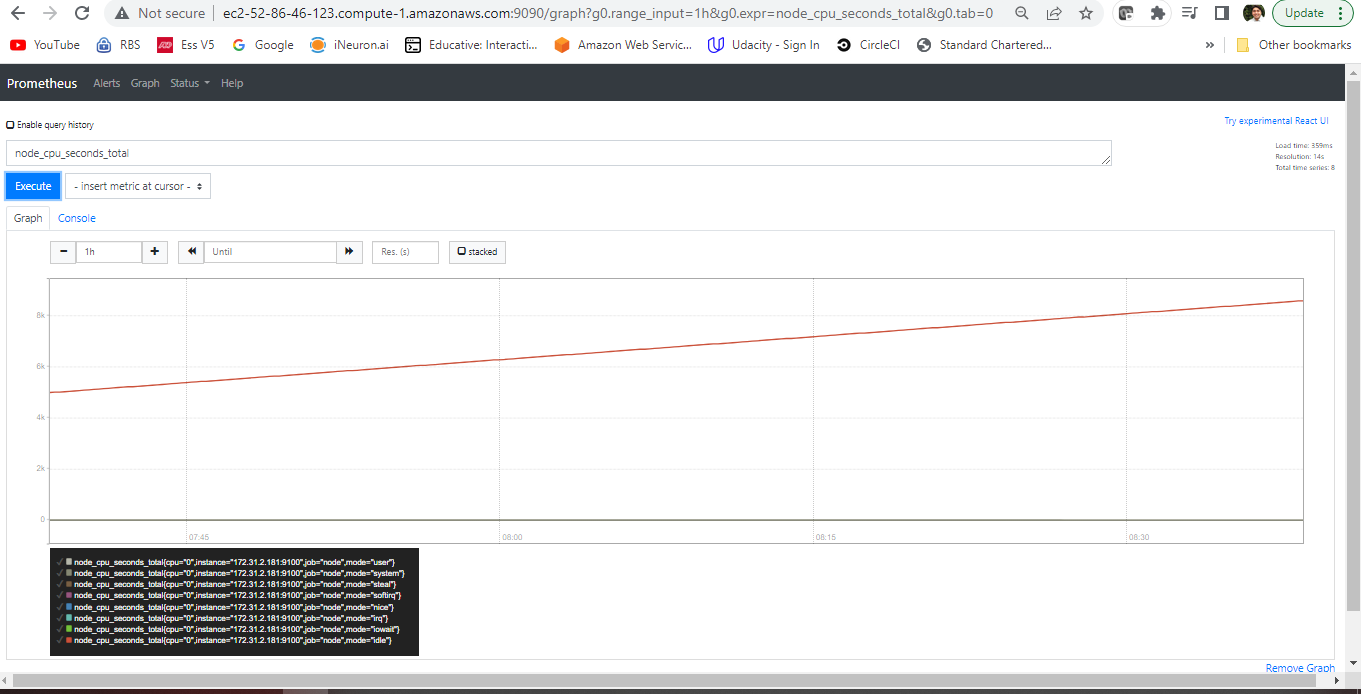 Not secure | ec2-52-86-46-123.compute-1.amazonaws.com:9090/graph?g0.range_input=1h&g0.expr=node_cpu_seconds_total&g0.tab=0 Update
YouTube RBS Ess V5 Google iNeuron.ai Educative: Interacti... Amazon Web Servic... Udacity - Sign In CircleCI Standard Chartered... » Other bookmarks
Prometheus Alerts Graph Status Help
Enable query history
Try experimental React UI
node_cpu_seconds_total
Load time: 359ms
Resolution: 14s
Total time series: 8
Execute - insert metric at cursor -
Graph Console
1h Until Res. (s) stacked
8k
6k
4k
2k
0
07:45 08:00 08:15 08:30
node_cpu_seconds_total{cpu="0",instance="172.31.2.181:9100",job="node",mode="user"}
node_cpu_seconds_total{cpu="0",instance="172.31.2.181:9100",job="node",mode="system"}
node_cpu_seconds_total{cpu="0",instance="172.31.2.181:9100",job="node",mode="steal"}
node_cpu_seconds_total{cpu="0",instance="172.31.2.181:9100",job="node",mode="softirq"}
node_cpu_seconds_total{cpu="0",instance="172.31.2.181:9100",job="node",mode="nice"}
node_cpu_seconds_total{cpu="0",instance="172.31.2.181:9100",job="node",mode="irq"}
node_cpu_seconds_total{cpu="0",instance="172.31.2.181:9100",job="node",mode="iowait"}
node_cpu_seconds_total{cpu="0",instance="172.31.2.181:9100",job="node",mode="idle"}
Remove Graph